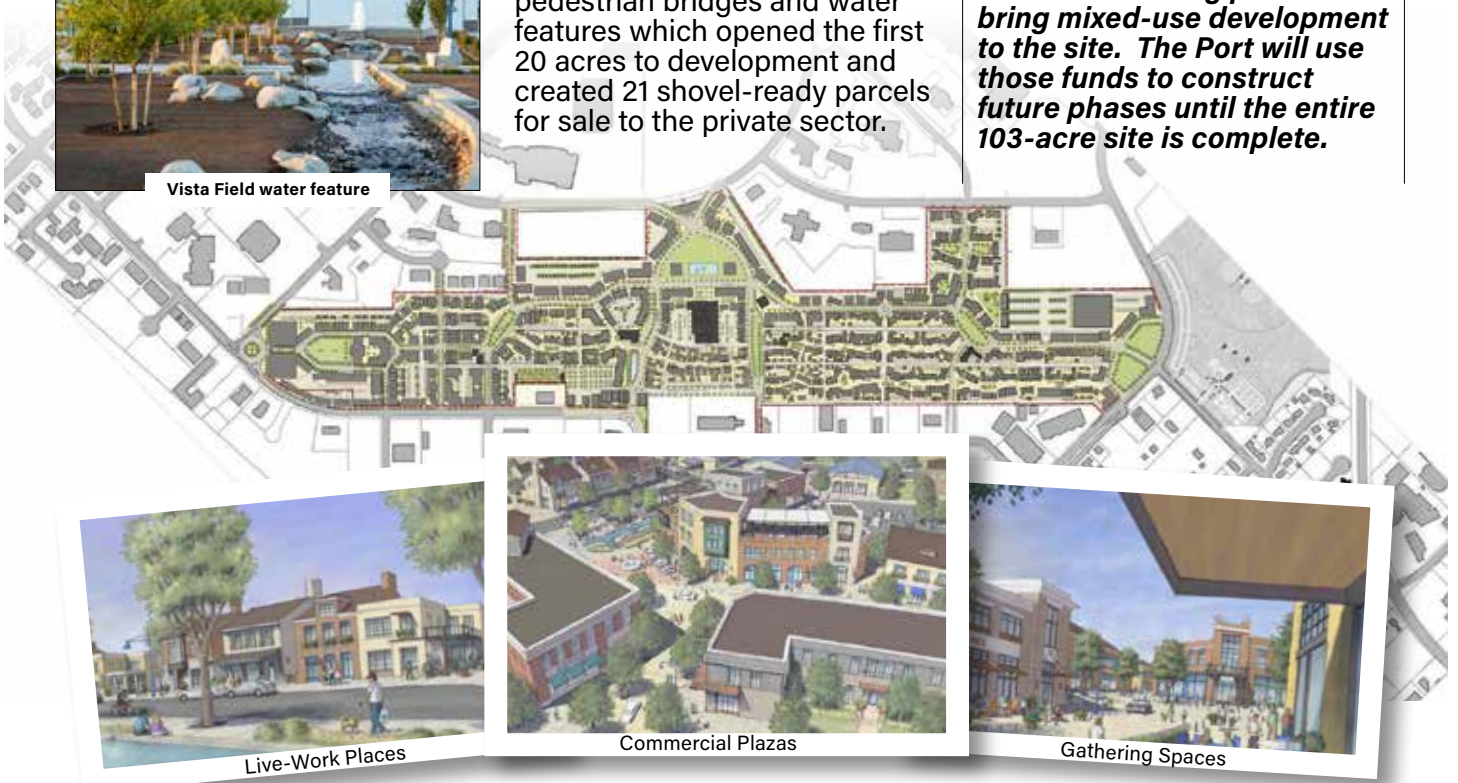 pedestrian bridges and water
features which opened the first
20 acres to development and
created 21 shovel-ready parcels
for sale to the private sector.
bring mixed-use development
to the site. The Port will use
those funds to construct
future phases until the entire
103-acre site is complete.
Vista Field water feature
Live-Work Places
Commercial Plazas
Gathering Spaces